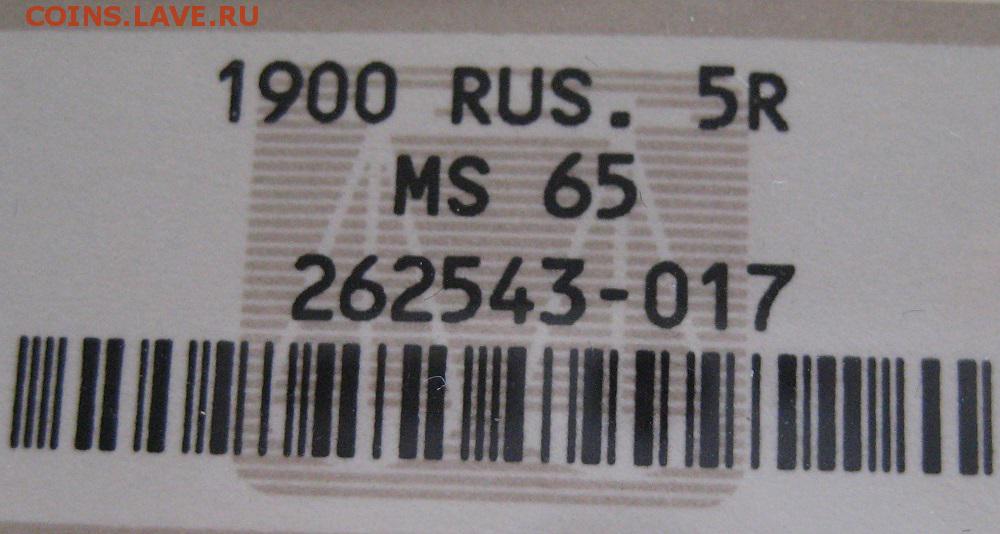 COINS.LAVE.RU
1900 RUS. 5R
MS 65
262543-017